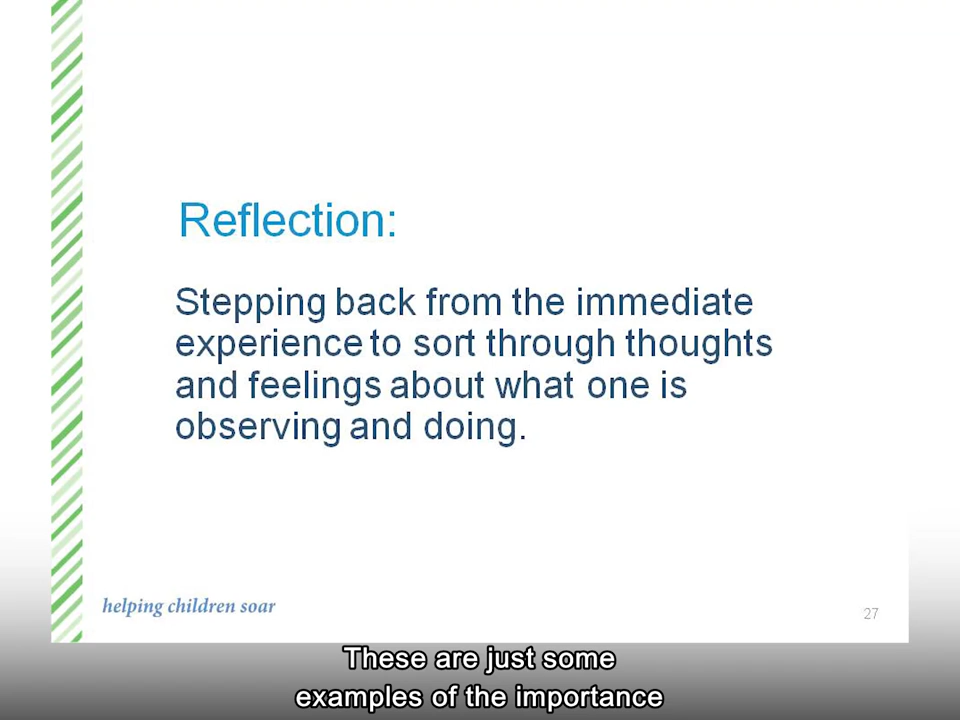 Reflection:
Stepping back from the immediate
experience to sort through thoughts
and feelings about what one is
observing and doing.
helping children soar
27
These are just some
examples of the importance